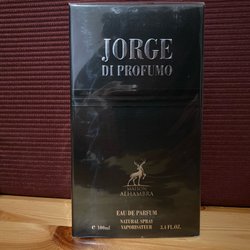 JORGE
DI PROFUMO
MAISON
ALHAMBRA
EAU DE PARFUM
NATURAL SPRAY
e 100ml VAPORISATEUR 3.4 FL.OZ.